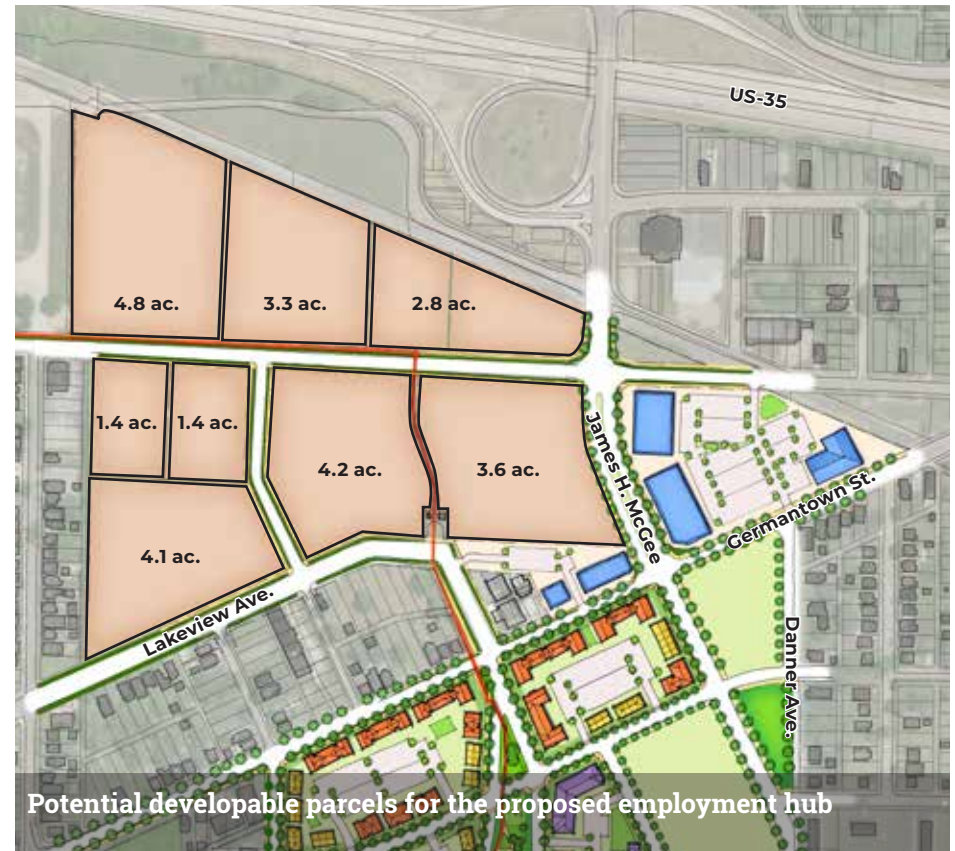 US-35
4.8 ac.
3.3 ac.
2.8 ac.
1.4 ac.
1.4 ac.
4.2 ac.
3.6 ac.
4.1 ac.
James H. McGee
Germantown St.
Lakeview Ave.
Danner Ave.
Potential developable parcels for the proposed employment hub